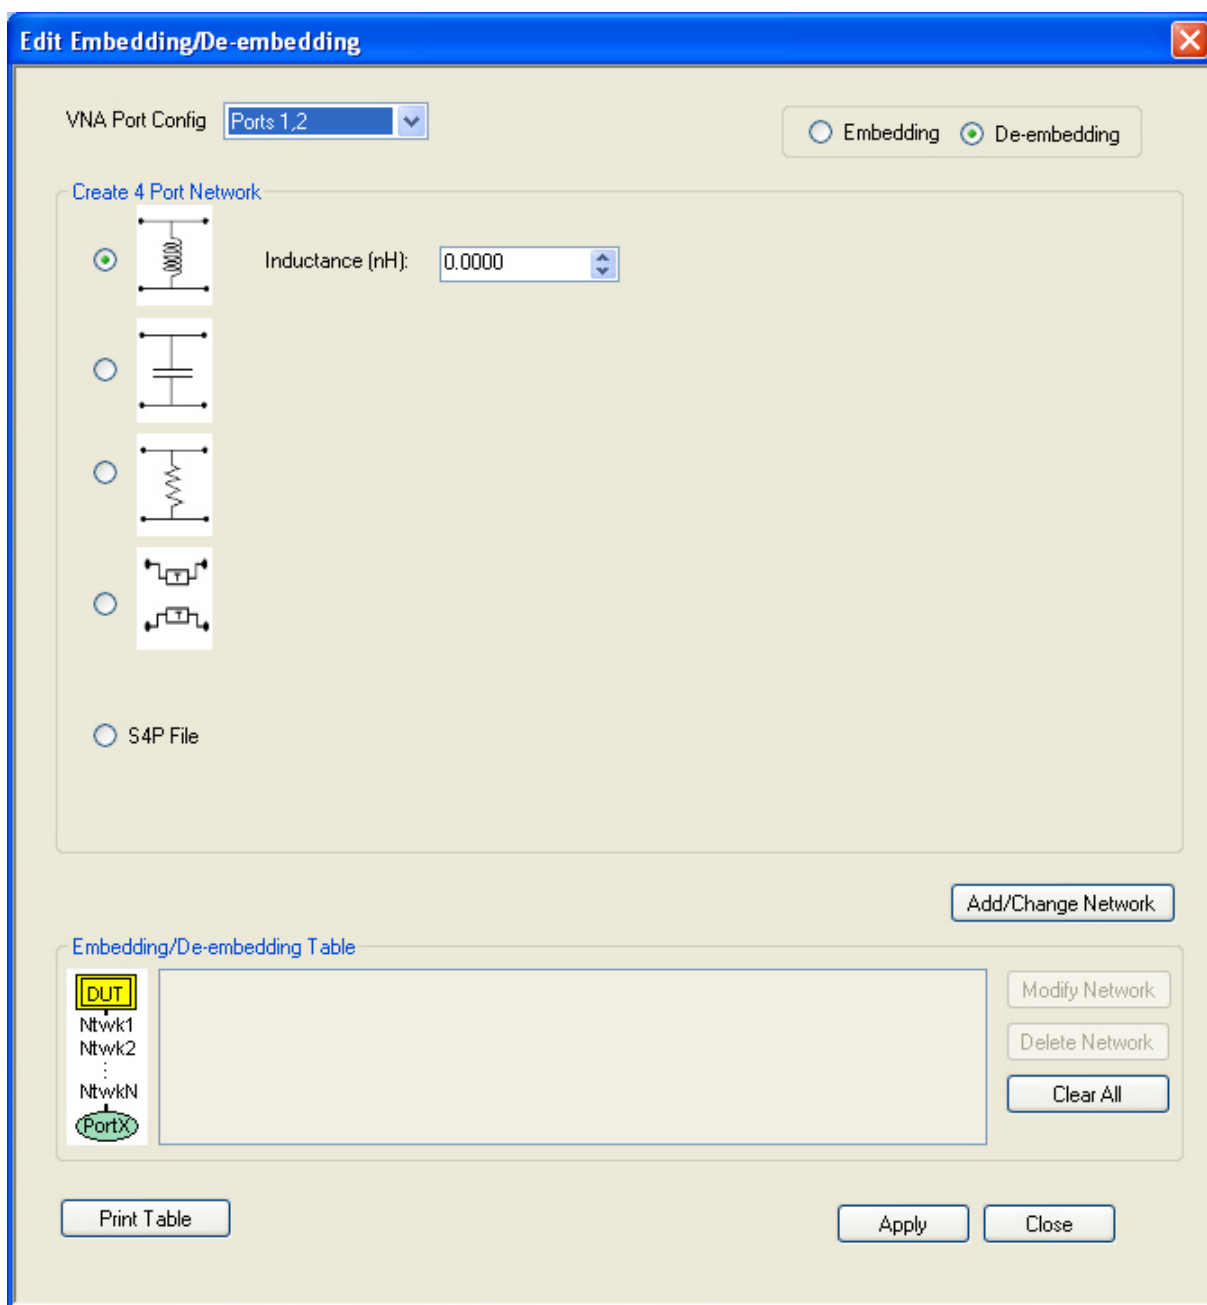 Edit Embedding/De-embedding
VNA Port Config Ports 1,2
Embedding De-embedding
Create 4 Port Network
Inductance (nH): 0.0000
T
T
S4P File
Add/Change Network
Embedding/De-embedding Table
DUT
Ntwk1
Ntwk2
⋮
NtwkN
PortX
Modify Network
Delete Network
Clear All
Print Table
Apply
Close